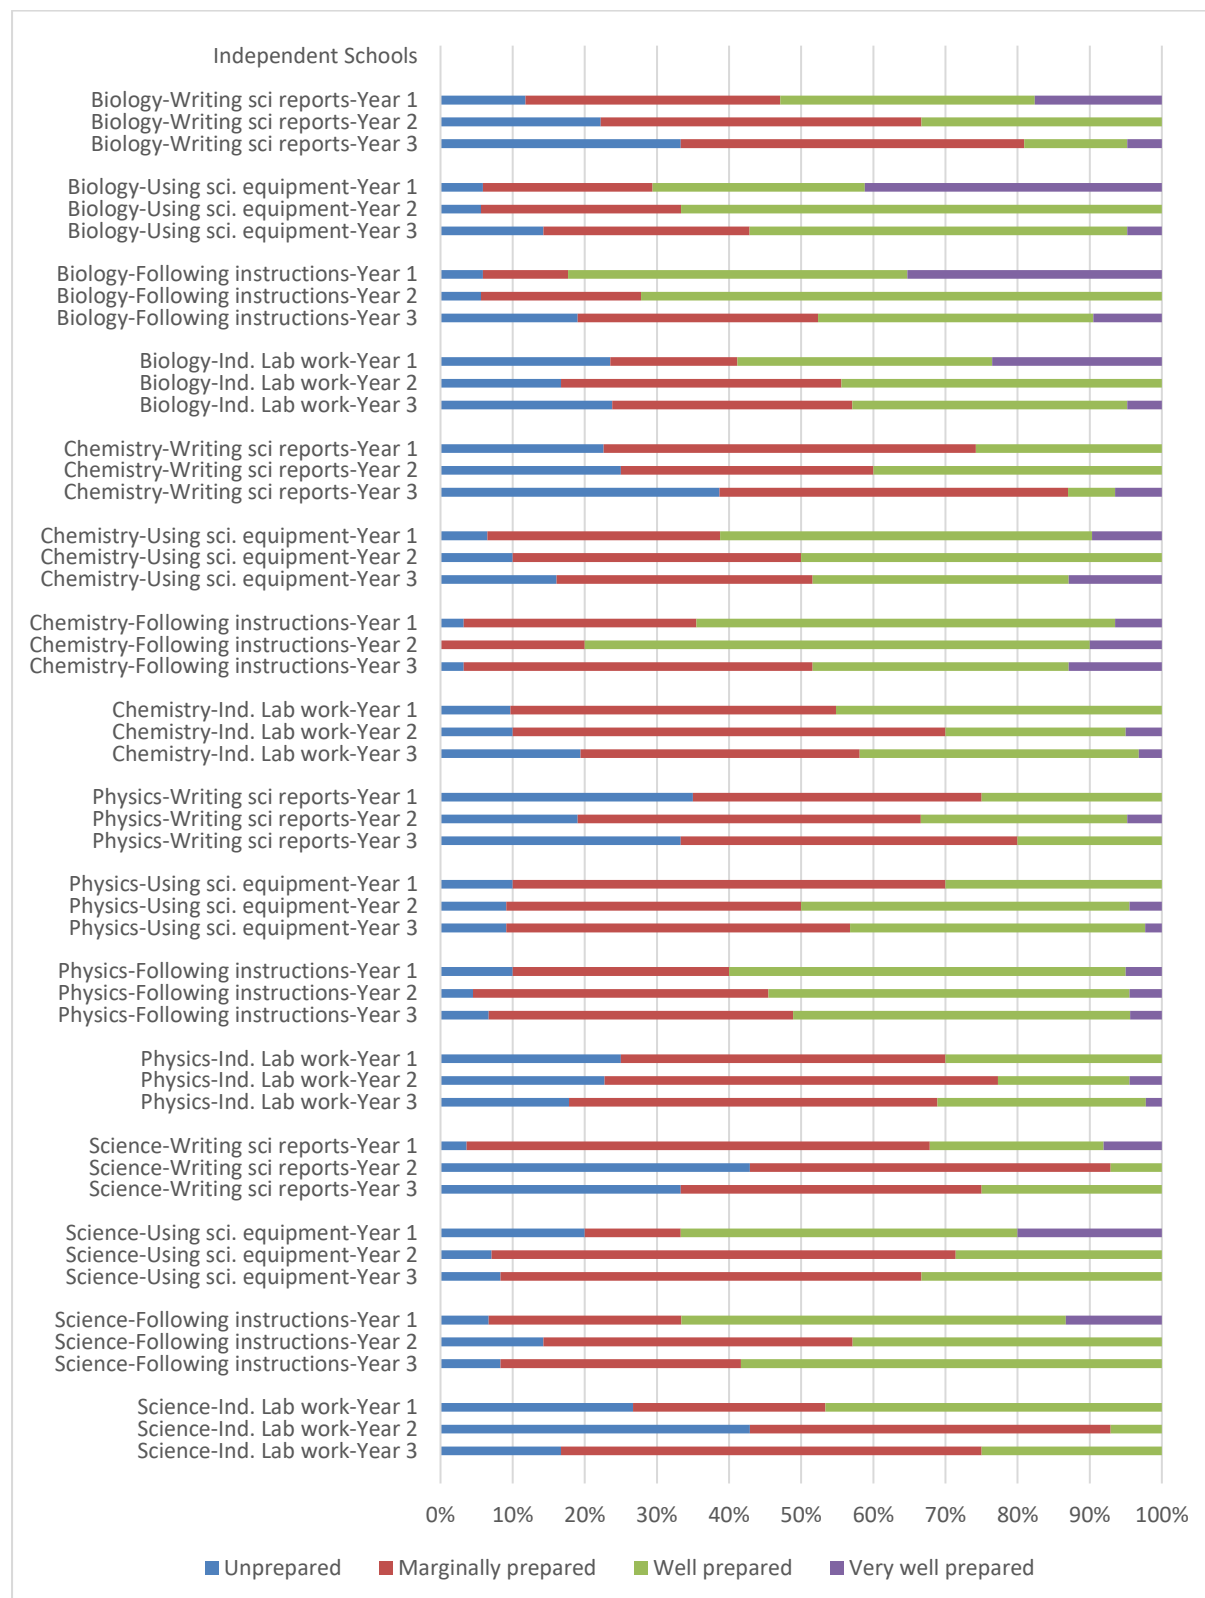 Independent Schools
Biology-Writing sci reports-Year 1
Biology-Writing sci reports-Year 2
Biology-Writing sci reports-Year 3
Biology-Using sci. equipment-Year 1
Biology-Using sci. equipment-Year 2
Biology-Using sci. equipment-Year 3
Biology-Following instructions-Year 1
Biology-Following instructions-Year 2
Biology-Following instructions-Year 3
Biology-Ind. Lab work-Year 1
Biology-Ind. Lab work-Year 2
Biology-Ind. Lab work-Year 3
Chemistry-Writing sci reports-Year 1
Chemistry-Writing sci reports-Year 2
Chemistry-Writing sci reports-Year 3
Chemistry-Using sci. equipment-Year 1
Chemistry-Using sci. equipment-Year 2
Chemistry-Using sci. equipment-Year 3
Chemistry-Following instructions-Year 1
Chemistry-Following instructions-Year 2
Chemistry-Following instructions-Year 3
Chemistry-Ind. Lab work-Year 1
Chemistry-Ind. Lab work-Year 2
Chemistry-Ind. Lab work-Year 3
Physics-Writing sci reports-Year 1
Physics-Writing sci reports-Year 2
Physics-Writing sci reports-Year 3
Physics-Using sci. equipment-Year 1
Physics-Using sci. equipment-Year 2
Physics-Using sci. equipment-Year 3
Physics-Following instructions-Year 1
Physics-Following instructions-Year 2
Physics-Following instructions-Year 3
Physics-Ind. Lab work-Year 1
Physics-Ind. Lab work-Year 2
Physics-Ind. Lab work-Year 3
Science-Writing sci reports-Year 1
Science-Writing sci reports-Year 2
Science-Writing sci reports-Year 3
Science-Using sci. equipment-Year 1
Science-Using sci. equipment-Year 2
Science-Using sci. equipment-Year 3
Science-Following instructions-Year 1
Science-Following instructions-Year 2
Science-Following instructions-Year 3
Science-Ind. Lab work-Year 1
Science-Ind. Lab work-Year 2
Science-Ind. Lab work-Year 3
0% 10% 20% 30% 40% 50% 60% 70% 80% 90% 100%
Unprepared Marginally prepared Well prepared Very well prepared